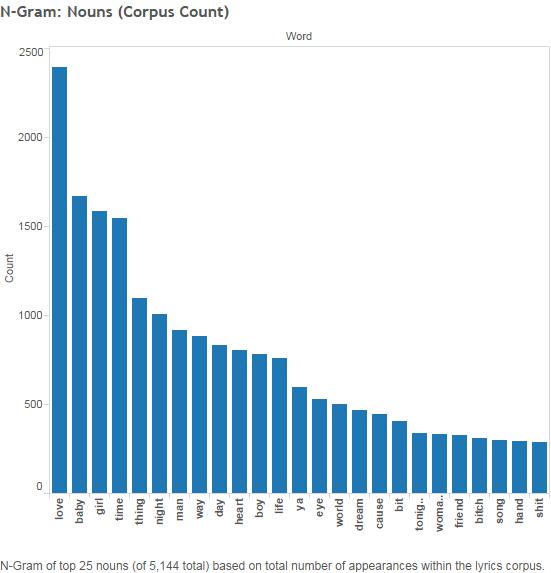 N-Gram: Nouns (Corpus Count)
Word
2500
2000
1500
1000
500
0
Count
love
baby
girl
time
thing
night
man
way
day
heart
boy
life
ya
eye
world
dream
cause
bit
tonig..
woma..
friend
bitch
song
hand
shit
N-Gram of top 25 nouns (of 5,144 total) based on total number of appearances within the lyrics corpus.